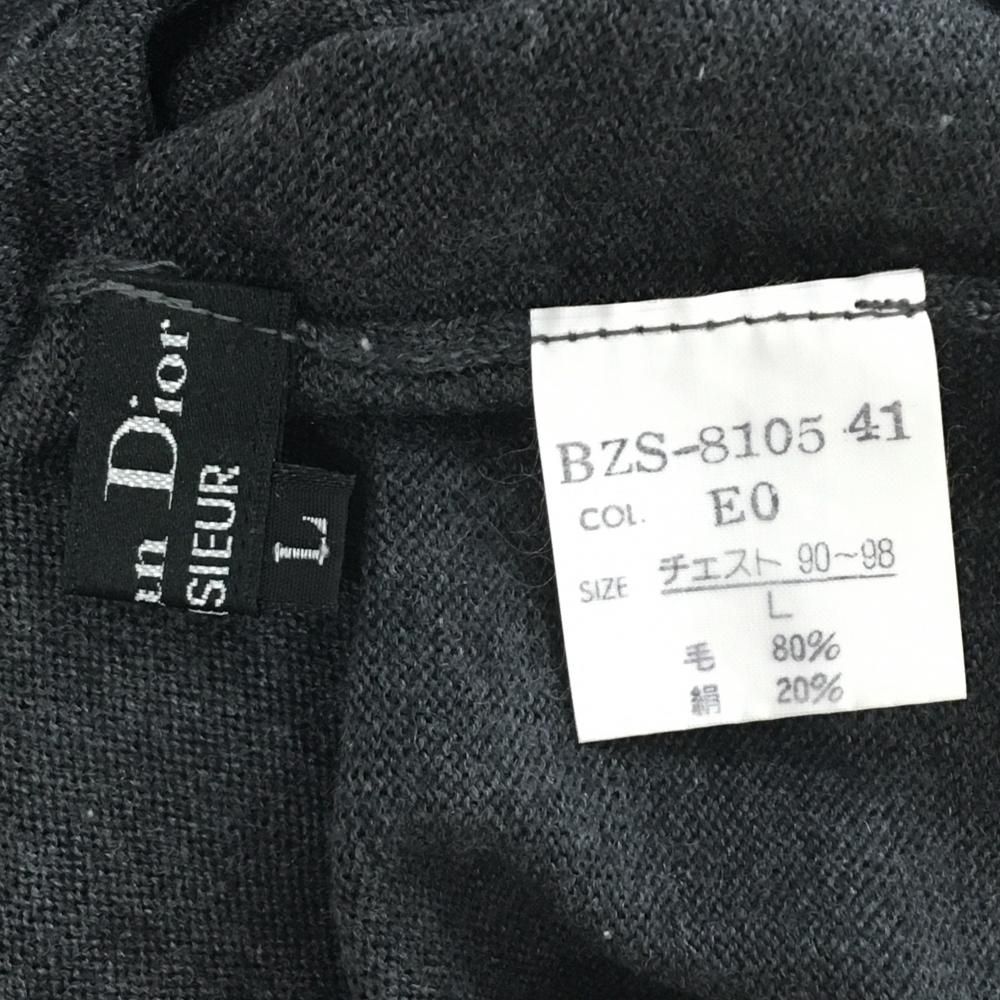 un Dior
SIEUR
L
BZS-8105 41
COL. E0
SIZE チェスト 90~98
L
毛 80%
絹 20%